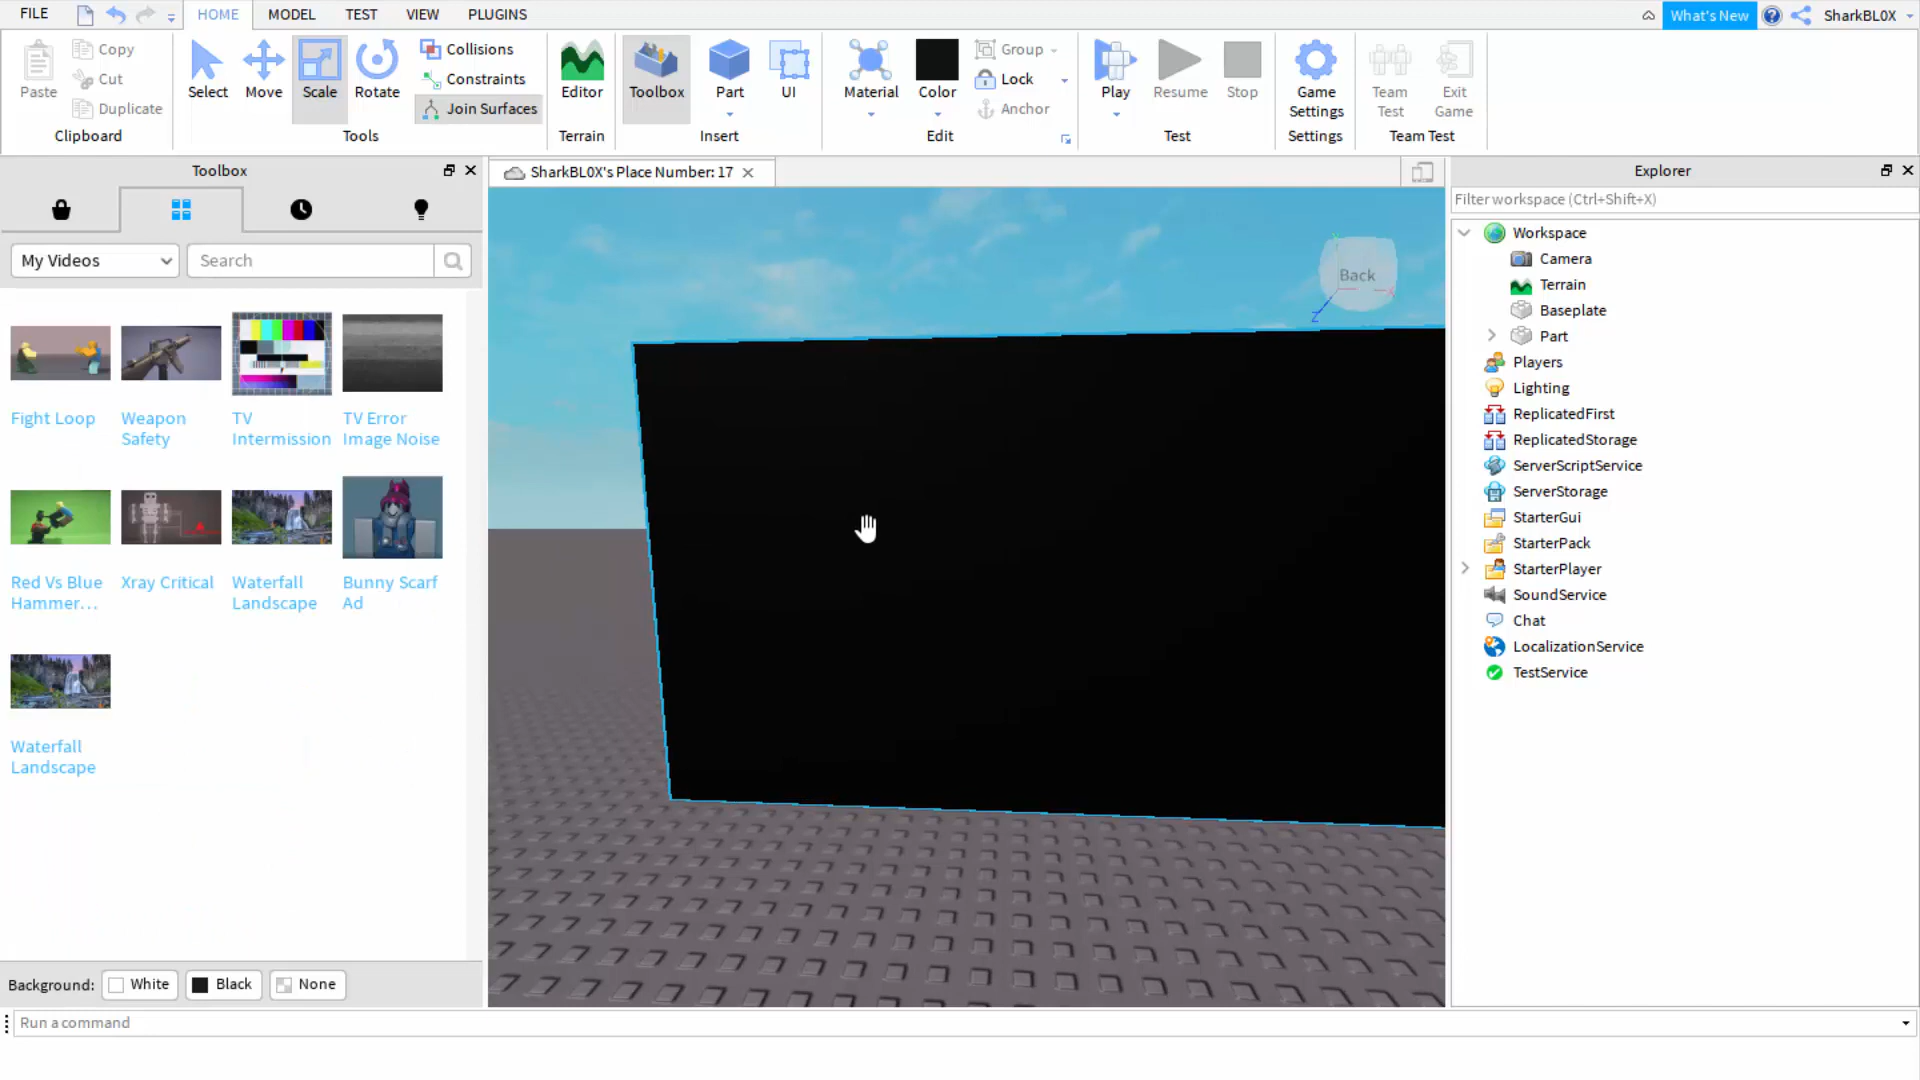 FILE HOME MODEL TEST VIEW PLUGINS What's New SharkBL0X
Paste Copy Cut Duplicate Clipboard
Select Move Scale Rotate Collisions Constraints Join Surfaces Tools
Editor Terrain
Toolbox Part UI Insert
Material Color Group Lock Anchor Edit
Play Resume Stop Test
Game Settings Settings
Team Test Exit Game Team Test
Toolbox
My Videos Search
Fight Loop
Weapon Safety
TV Intermission
TV Error Image Noise
Red Vs Blue Hammer...
Xray Critical
Waterfall Landscape
Bunny Scarf Ad
Waterfall Landscape
Background: White Black None
SharkBL0X's Place Number: 17
Back
Z
Explorer
Filter workspace (Ctrl+Shift+X)
Workspace
Camera
Terrain
Baseplate
Part
Players
Lighting
ReplicatedFirst
ReplicatedStorage
ServerScriptService
ServerStorage
StarterGui
StarterPack
StarterPlayer
SoundService
Chat
LocalizationService
TestService
Run a command